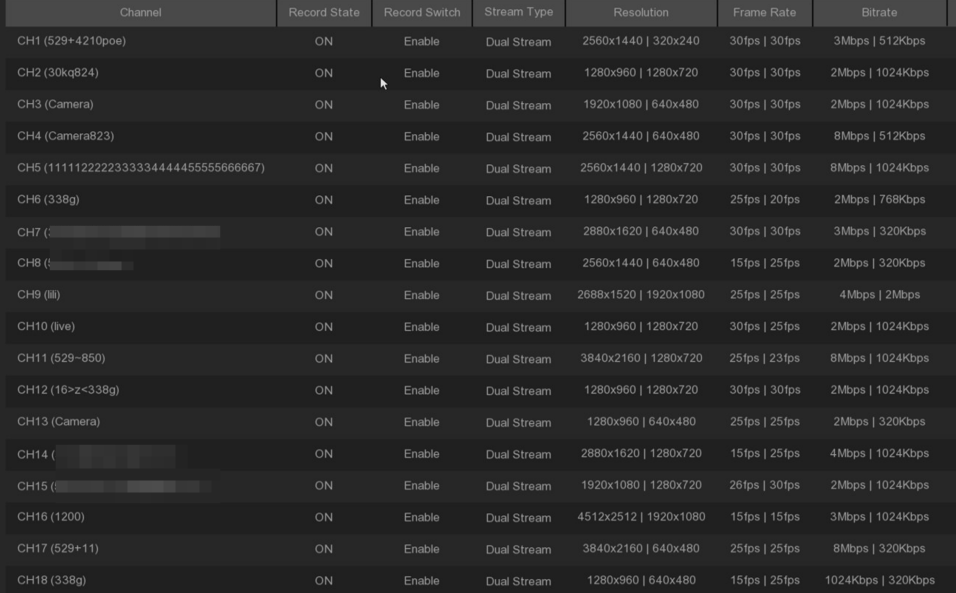 Channel Record State Record Switch Stream Type Resolution Frame Rate Bitrate
CH1 (529+4210poe) ON Enable Dual Stream 2560x1440 | 320x240 30fps | 30fps 3Mbps | 512Kbps
CH2 (30kq824) ON Enable Dual Stream 1280x960 | 1280x720 30fps | 30fps 2Mbps | 1024Kbps
CH3 (Camera) ON Enable Dual Stream 1920x1080 | 640x480 30fps | 30fps 2Mbps | 1024Kbps
CH4 (Camera823) ON Enable Dual Stream 2560x1440 | 640x480 30fps | 30fps 8Mbps | 512Kbps
CH5 (11111222223333344444455555666667) ON Enable Dual Stream 2560x1440 | 1280x720 30fps | 30fps 8Mbps | 1024Kbps
CH6 (338g) ON Enable Dual Stream 1280x960 | 1280x720 25fps | 20fps 2Mbps | 768Kbps
CH7 ( ON Enable Dual Stream 2880x1620 | 1280x720 30fps | 30fps 3Mbps | 320Kbps
CH8 ( ON Enable Dual Stream 2560x1440 | 640x480 15fps | 25fps 2Mbps | 320Kbps
CH9 (lili) ON Enable Dual Stream 2688x1520 | 1920x1080 25fps | 25fps 4Mbps | 2Mbps
CH10 (live) ON Enable Dual Stream 1280x960 | 1280x720 30fps | 25fps 2Mbps | 1024Kbps
CH11 (529~850) ON Enable Dual Stream 3840x2160 | 1280x720 25fps | 23fps 8Mbps | 1024Kbps
CH12 (16>z<338g) ON Enable Dual Stream 1280x960 | 1280x720 30fps | 30fps 2Mbps | 1024Kbps
CH13 (Camera) ON Enable Dual Stream 1280x960 | 640x480 25fps | 25fps 2Mbps | 320Kbps
CH14 ( ON Enable Dual Stream 2880x1620 | 1280x720 15fps | 25fps 4Mbps | 1024Kbps
CH15 ( ON Enable Dual Stream 1920x1080 | 1280x720 26fps | 30fps 2Mbps | 1024Kbps
CH16 (1200) ON Enable Dual Stream 4512x2512 | 1920x1080 15fps | 15fps 3Mbps | 1024Kbps
CH17 (529+11) ON Enable Dual Stream 3840x2160 | 640x480 25fps | 25fps 8Mbps | 320Kbps
CH18 (338g) ON Enable Dual Stream 1280x960 | 640x480 15fps | 25fps 1024Kbps | 320Kbps